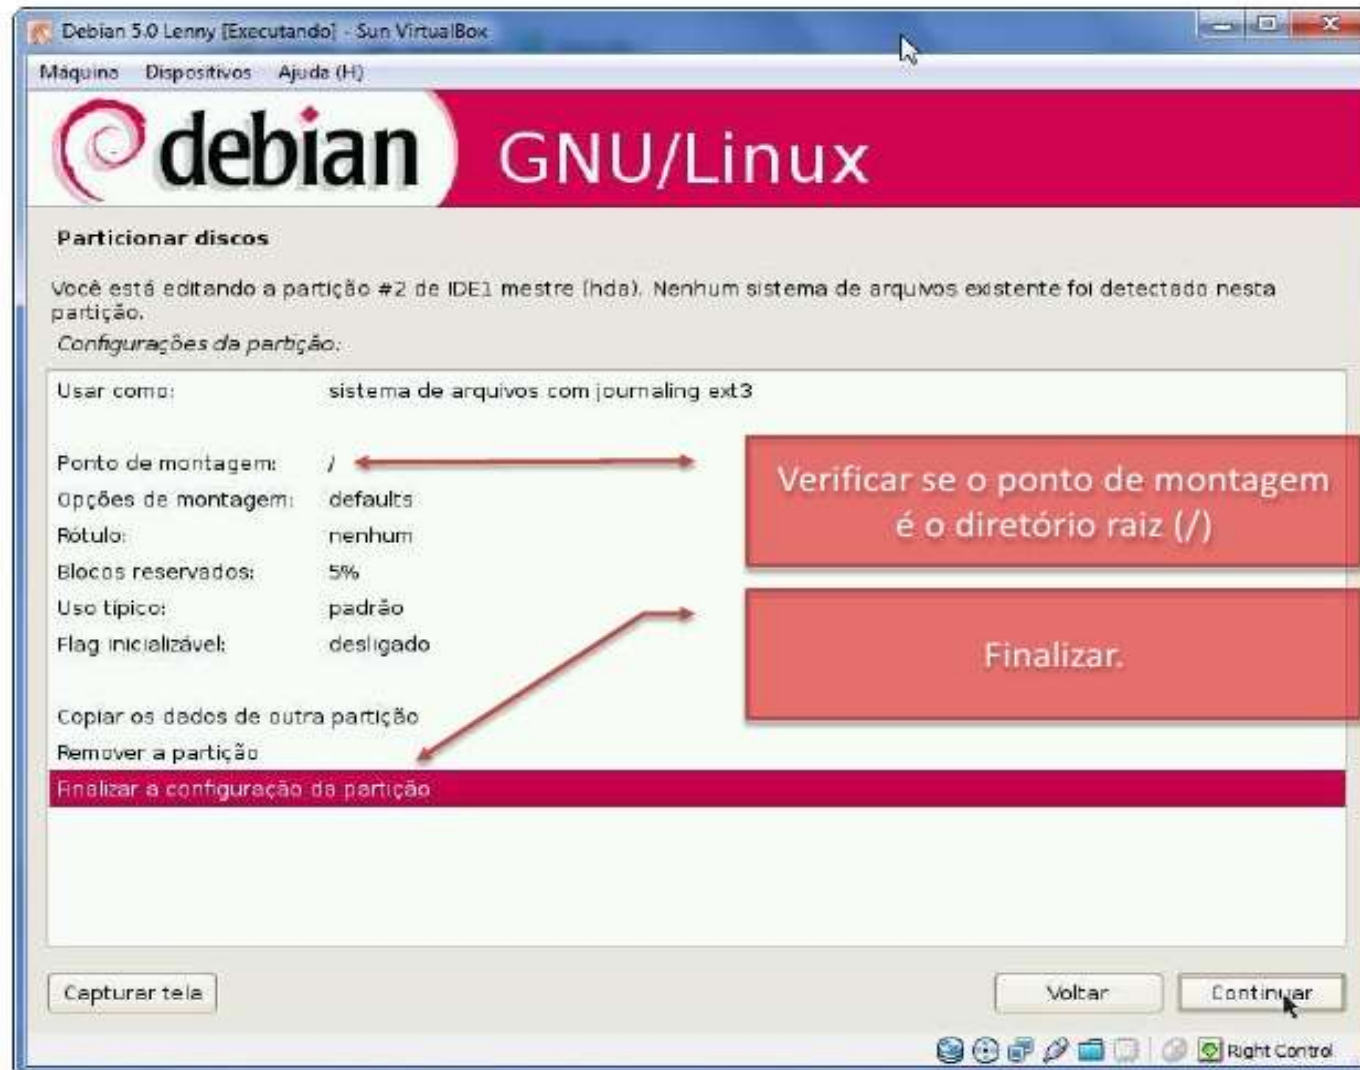 Debian 5.0 Lenny [Executando] - Sun VirtualBox
Máquina Dispositivos Ajuda (H)
debian GNU/Linux
Particionar discos
Você está editando a partição #2 de IDE1 mestre (hda). Nenhum sistema de arquivos existente foi detectado nesta
partição.
Configurações da partição:
Usar como: sistema de arquivos com journaling ext3
Ponto de montagem: /
Opções de montagem: defaults
Rótulo: nenhum
Blocos reservados: 5%
Uso típico: padrão
Flag inicializável: desligado
Copiar os dados de outra partição
Remover a partição
Finalizar a configuração da partição
Verificar se o ponto de montagem
é o diretório raiz (/)
Finalizar.
Capturar tela
Voltar
Continuar
Right Control